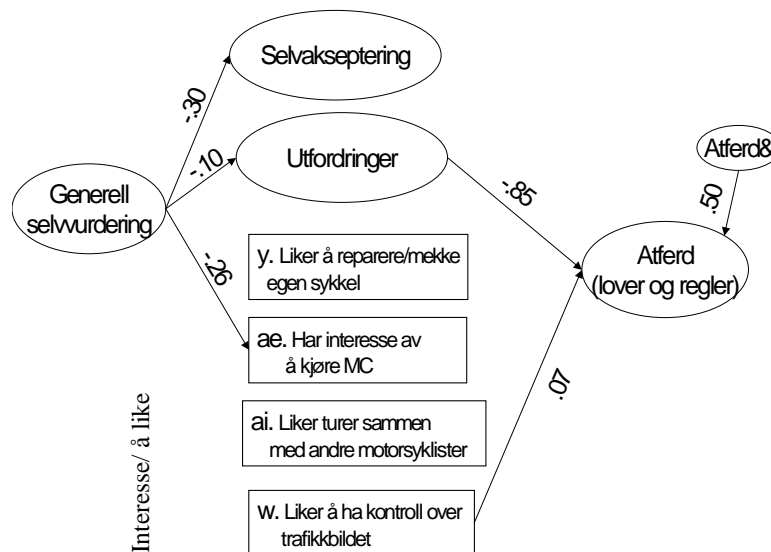 Selvakseptering
-.30
Utfordringer
-.10
Atferd&
.50
Generell
selvvurdering
-.85
-.26
Atferd
(lover og regler)
y. Liker å reparere/mekke
egen sykkel
ae. Har interesse av
å kjøre MC
.07
ai. Liker turer sammen
med andre motorsyklister
w. Liker å ha kontroll over
trafikkbildet
Interesse/ å like